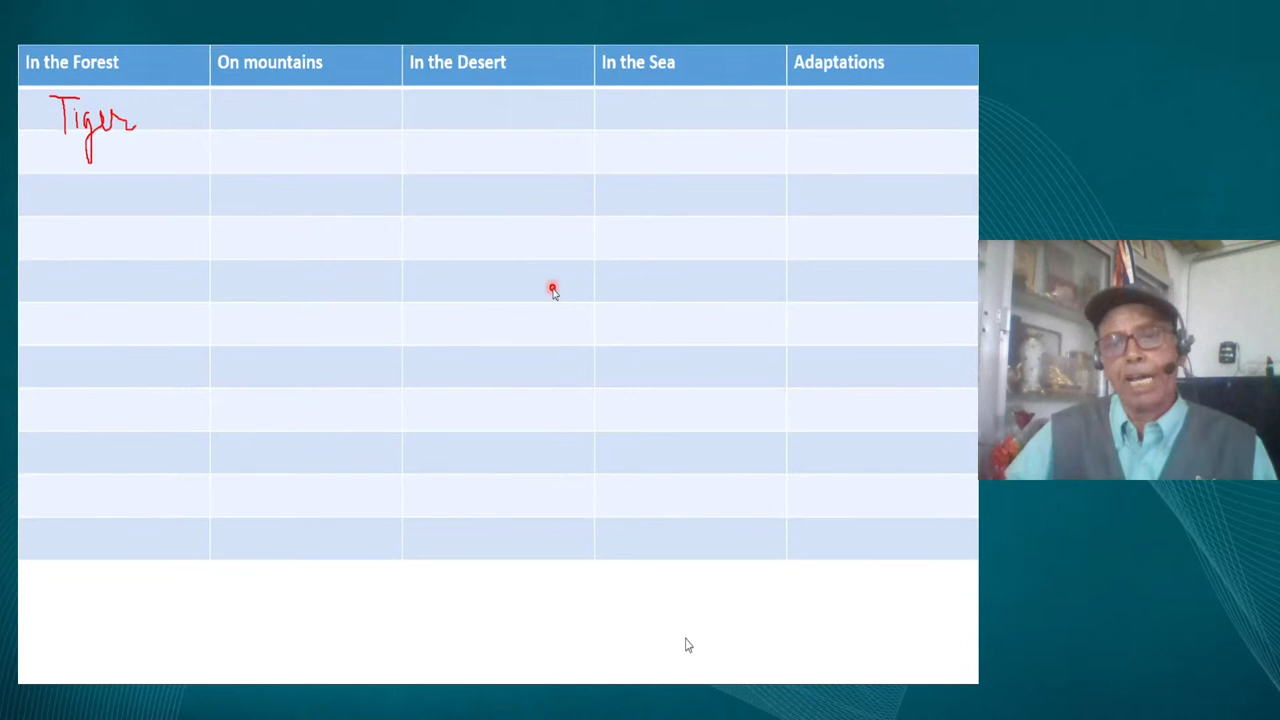 In the Forest On mountains In the Desert In the Sea Adaptations
Tiger